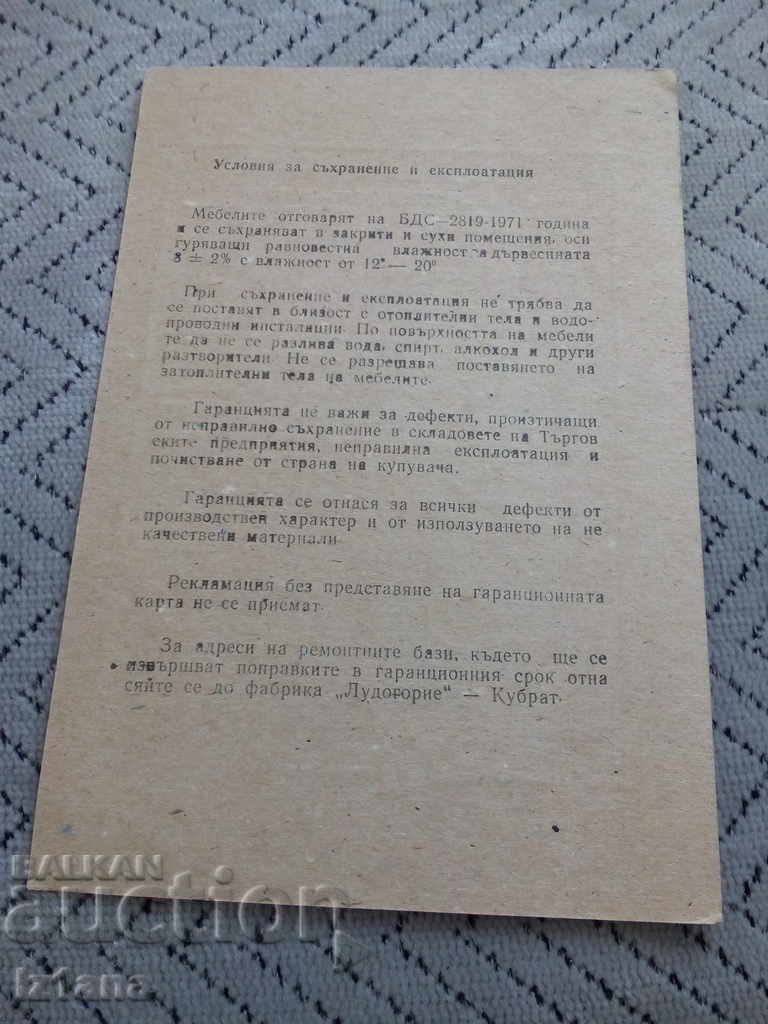 Условия за съхранение и експлоатация
Мебелите отговарят на БДС—2819-1971 година
и се съхраняват в закрити и сухи помещения, оси
гуряващи равновестна влажност а дървесината
8 ± 2% с влажност от 12° — 20°
При съхранение и експлоатация не трябва да
се поставят в близост с отоплителни тела и водо-
проводни инсталации. По повърхността на мебели
те да не се разлива вода, спирт, алкохол и други
разтворители. Не се разрешава поставянето на
затоплителни тела на мебелите.
Гаранцията не важи за дефекти, произтичащи
от неправилно съхранение в складовете на Търгов
ските предприятия, неправилна експлоатация и
почистване от страна на купувача.
Гаранцията се отнася за всички дефекти от
производствен характер и от използуването на не
качествени материали
Рекламация без представяне на гаранционната
карта не се приемат
За адреси на ремонтните бази, където ще се
извършват поправките в гаранционния срок отна
сяйте се до фабрика „Лудогорие“ — Кубрат
BALKAN
auction
Iztana